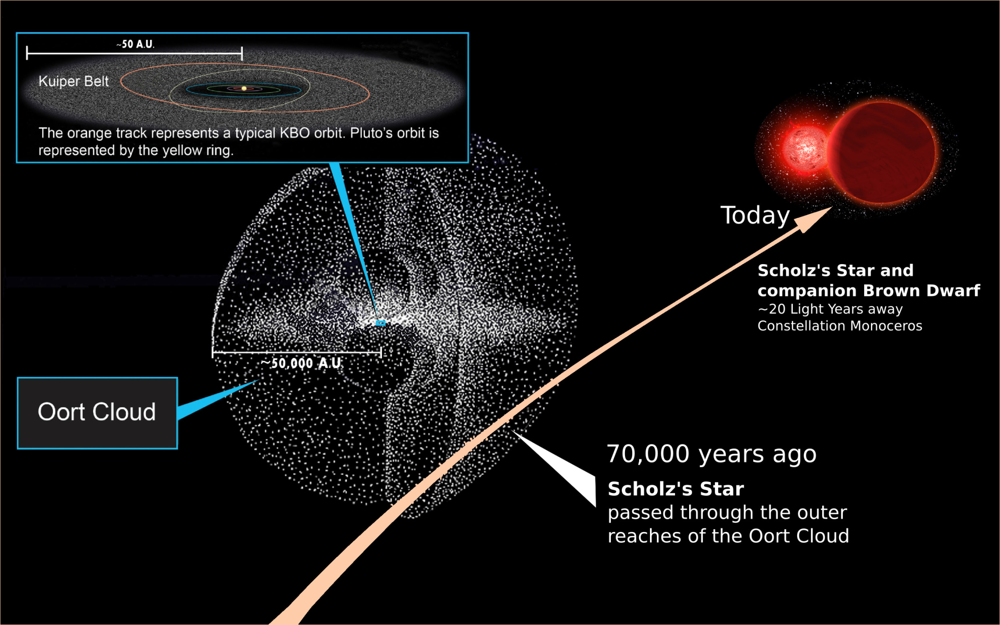 ~50 A.U.
Kuiper Belt
The orange track represents a typical KBO orbit. Pluto's orbit is
represented by the yellow ring.
Today
Scholz's Star and
companion Brown Dwarf
~20 Light Years away
Constellation Monoceros
~50,000 A.U.
Oort Cloud
70,000 years ago
Scholz's Star
passed through the outer
reaches of the Oort Cloud